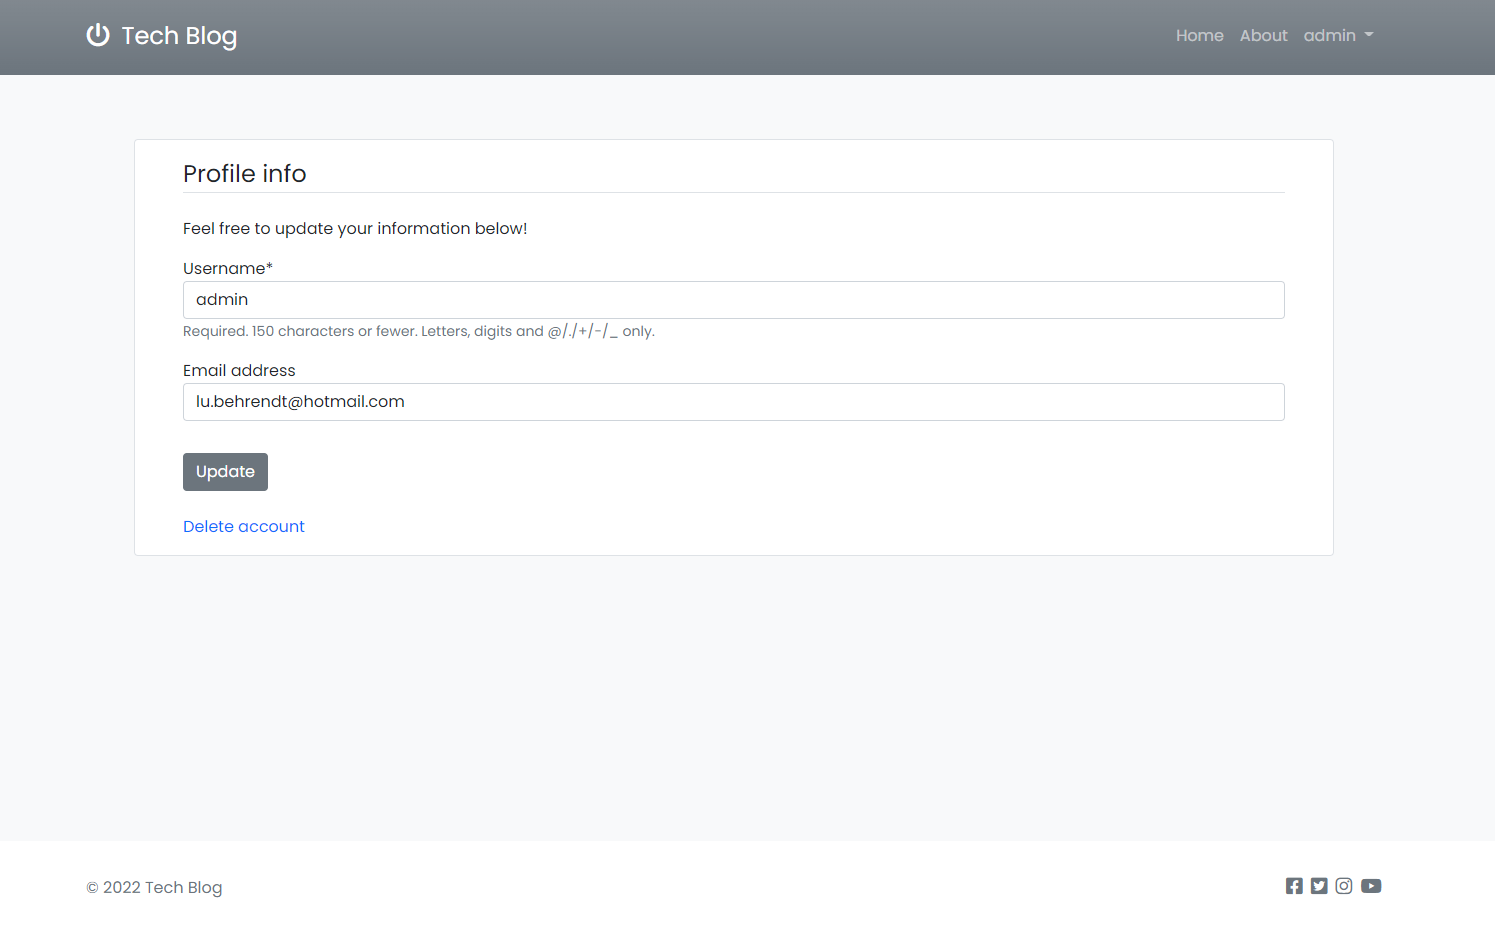 Tech Blog
Home About admin
Profile info
Feel free to update your information below!
Username*
admin
Required. 150 characters or fewer. Letters, digits and @/./+/-/_ only.
Email address
lu.behrendt@hotmail.com
Update
Delete account
© 2022 Tech Blog